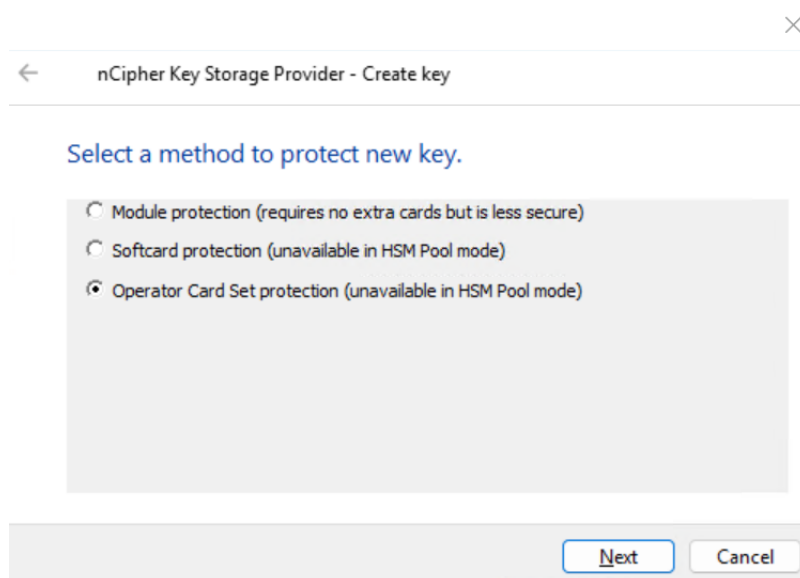 nCipher Key Storage Provider - Create key
Select a method to protect new key.
Module protection (requires no extra cards but is less secure)
Softcard protection (unavailable in HSM Pool mode)
Operator Card Set protection (unavailable in HSM Pool mode)
Next Cancel